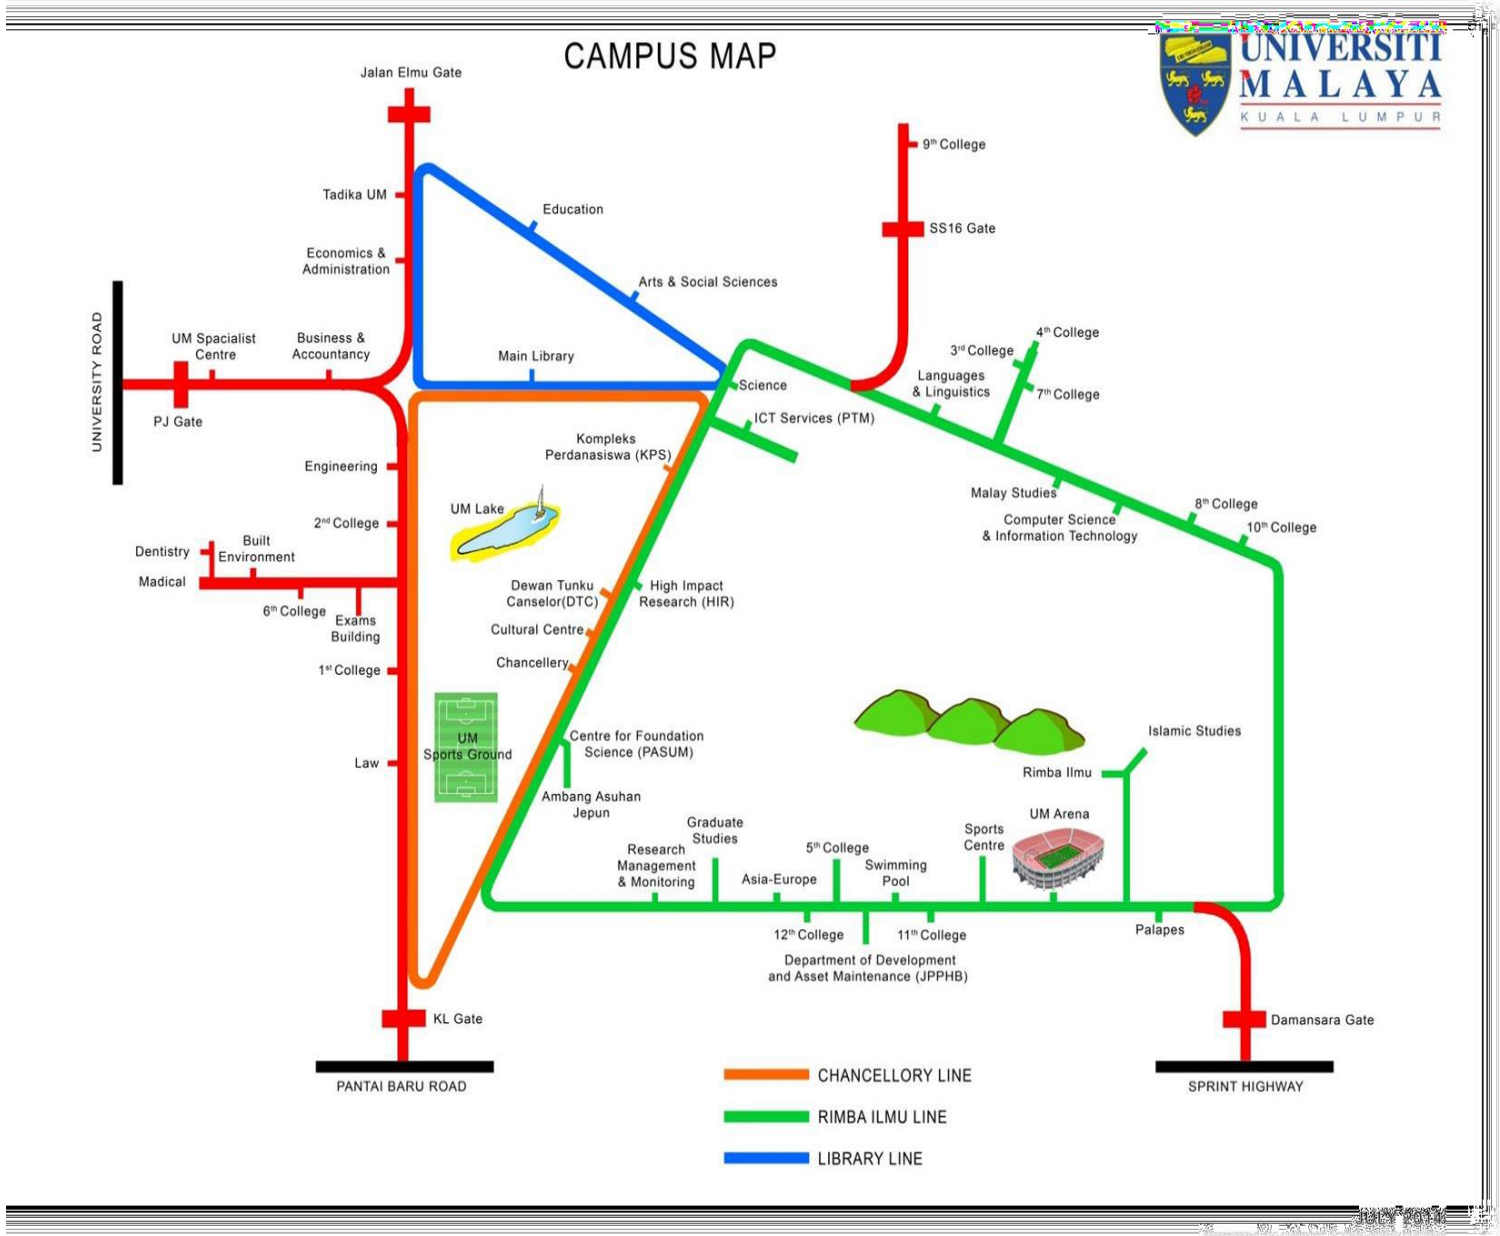 CAMPUS MAP
UNIVERSITI
MALAYA
KUALA LUMPUR
Jalan Elmu Gate
9th College
Tadika UM
Education
SS16 Gate
Economics &
Administration
Arts & Social Sciences
UNIVERSITY ROAD
UM Spacialist
Centre
Business &
Accountancy
Main Library
4th College
3rd College
Languages
& Linguistics
7th College
Science
PJ Gate
ICT Services (PTM)
Kompleks
Perdanasiswa (KPS)
Engineering
UM Lake
Malay Studies
8th College
2nd College
Computer Science
& Information Technology
10th College
Dentistry
Built
Environment
Madical
6th College
Exams
Building
Dewan Tunku
Canselor(DTC)
High Impact
Research (HIR)
Cultural Centre
1st College
Chancellery
UM
Sports Ground
Centre for Foundation
Science (PASUM)
Islamic Studies
Law
Rimba Ilmu
Ambang Asuhan
Jepun
Graduate
Studies
UM Arena
Research
Management
& Monitoring
5th College
Sports
Centre
Asia-Europe
Swimming
Pool
12th College
11th College
Palapes
Department of Development
and Asset Maintenance (JPPHB)
KL Gate
Damansara Gate
PANTAI BARU ROAD
SPRINT HIGHWAY
CHANCELLORY LINE
RIMBA ILMU LINE
LIBRARY LINE
JULY 2014